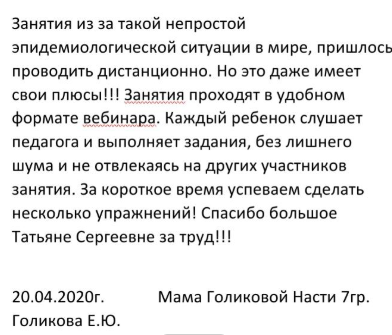 Занятия из за такой непростой
эпидемиологической ситуации в мире, пришлось
проводить дистанционно. Но это даже имеет
свои плюсы!!! Занятия проходят в удобном
формате вебинара. Каждый ребенок слушает
педагога и выполняет задания, без лишнего
шума и не отвлекаясь на других участников
занятия. За короткое время успеваем сделать
несколько упражнений! Спасибо большое
Татьяне Сергеевне за труд!!!
20.04.2020г. Мама Голиковой Насти 7гр.
Голикова Е.Ю.